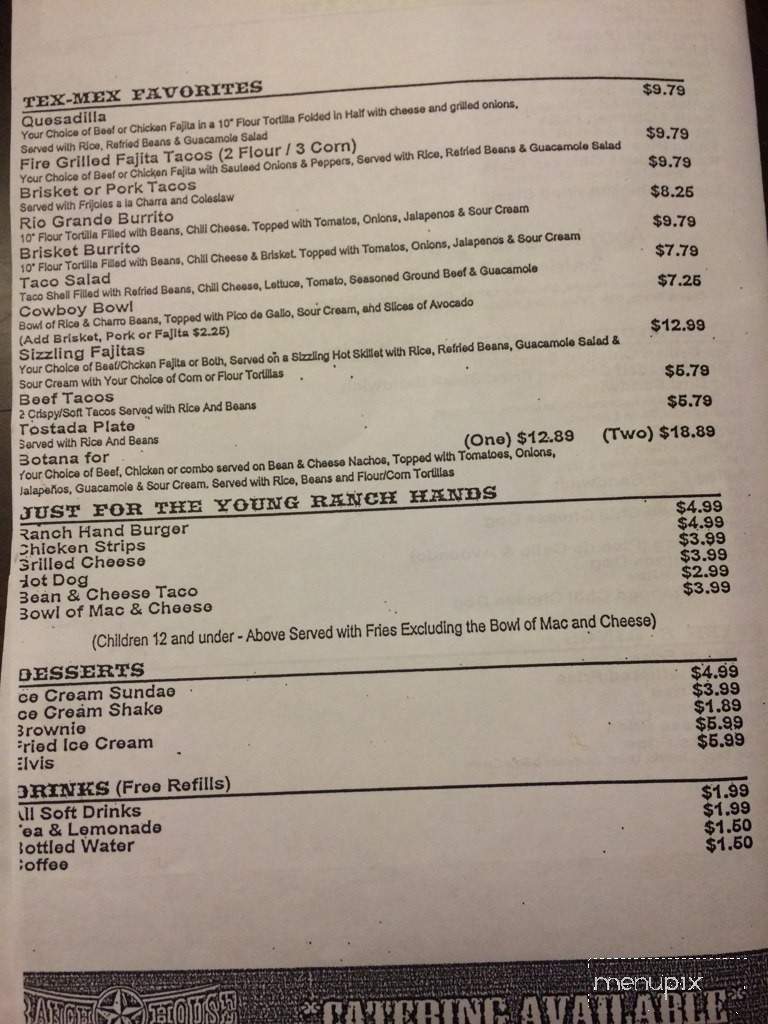 TEX-MEX FAVORITES
Quesadilla $9.79
Your Choice of Beef or Chicken Fajita in a 10" Flour Tortilla Folded in Half with cheese and grilled onions,
Served with Rice, Refried Beans & Guacamole Salad
Fire Grilled Fajita Tacos (2 Flour / 3 Corn) $9.79
Your Choice of Beef or Chicken Fajita with Sauteed Onions & Peppers, Served with Rice, Refried Beans & Guacamole Salad
Brisket or Pork Tacos $9.79
Served with Frijoles a la Charra and Coleslaw
Rio Grande Burrito $8.25
10" Flour Tortilla Filled with Beans, Chili Cheese. Topped with Tomatos, Onions, Jalapenos & Sour Cream
Brisket Burrito $9.79
10" Flour Tortilla Filled with Beans, Chili Cheese & Brisket. Topped with Tomatos, Onions, Jalapenos & Sour Cream
Taco Salad $7.79
Taco Shell Filled with Refried Beans, Chili Cheese, Lettuce, Tomato, Seasoned Ground Beef & Guacamole
Cowboy Bowl $7.25
Bowl of Rice & Charro Beans, Topped with Pico de Gallo, Sour Cream, and Slices of Avocado
(Add Brisket, Pork or Fajita $2.25)
Sizzling Fajitas $12.99
Your Choice of Beef/Chcken Fajita or Both, Served on a Sizzling Hot Skillet with Rice, Refried Beans, Guacamole Salad &
Sour Cream with Your Choice of Corn or Flour Tortillas
Beef Tacos $5.79
2 Crispy/Soft Tacos Served with Rice And Beans
Tostada Plate $5.79
Served with Rice And Beans
Botana for (One) $12.89 (Two) $18.89
Your Choice of Beef, Chicken or combo served on Bean & Cheese Nachos, Topped with Tomatoes, Onions,
Jalapeños, Guacamole & Sour Cream. Served with Rice, Beans and Flour/Corn Tortillas
JUST FOR THE YOUNG RANCH HANDS
Ranch Hand Burger $4.99
Chicken Strips $4.99
Grilled Cheese $3.99
Hot Dog $3.99
Bean & Cheese Taco $2.99
Bowl of Mac & Cheese $3.99
(Children 12 and under - Above Served with Fries Excluding the Bowl of Mac and Cheese)
DESSERTS
Ice Cream Sundae $4.99
Ice Cream Shake $3.99
Brownie $1.89
Fried Ice Cream $5.99
Elvis $5.99
DRINKS (Free Refills)
All Soft Drinks $1.99
Tea & Lemonade $1.99
Bottled Water $1.50
Coffee $1.50
RANCH HOUSE *CATERING AVAILABLE*
menupix